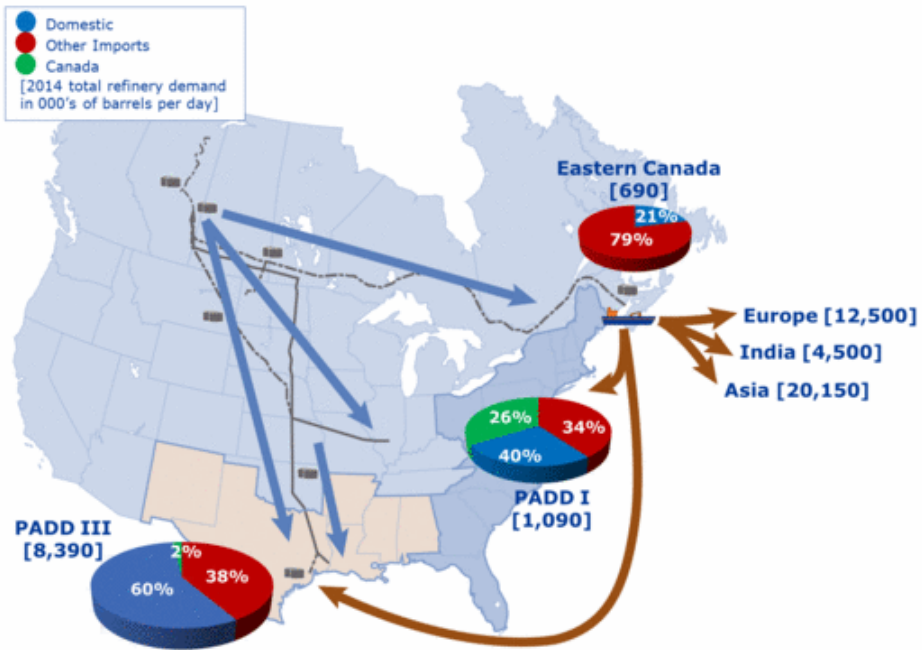 Domestic
Other Imports
Canada
[2014 total refinery demand
in 000's of barrels per day]
Eastern Canada
[690]
21%
79%
Europe [12,500]
India [4,500]
Asia [20,150]
26%
34%
40%
PADD I
[1,090]
PADD III
[8,390]
2%
38%
60%